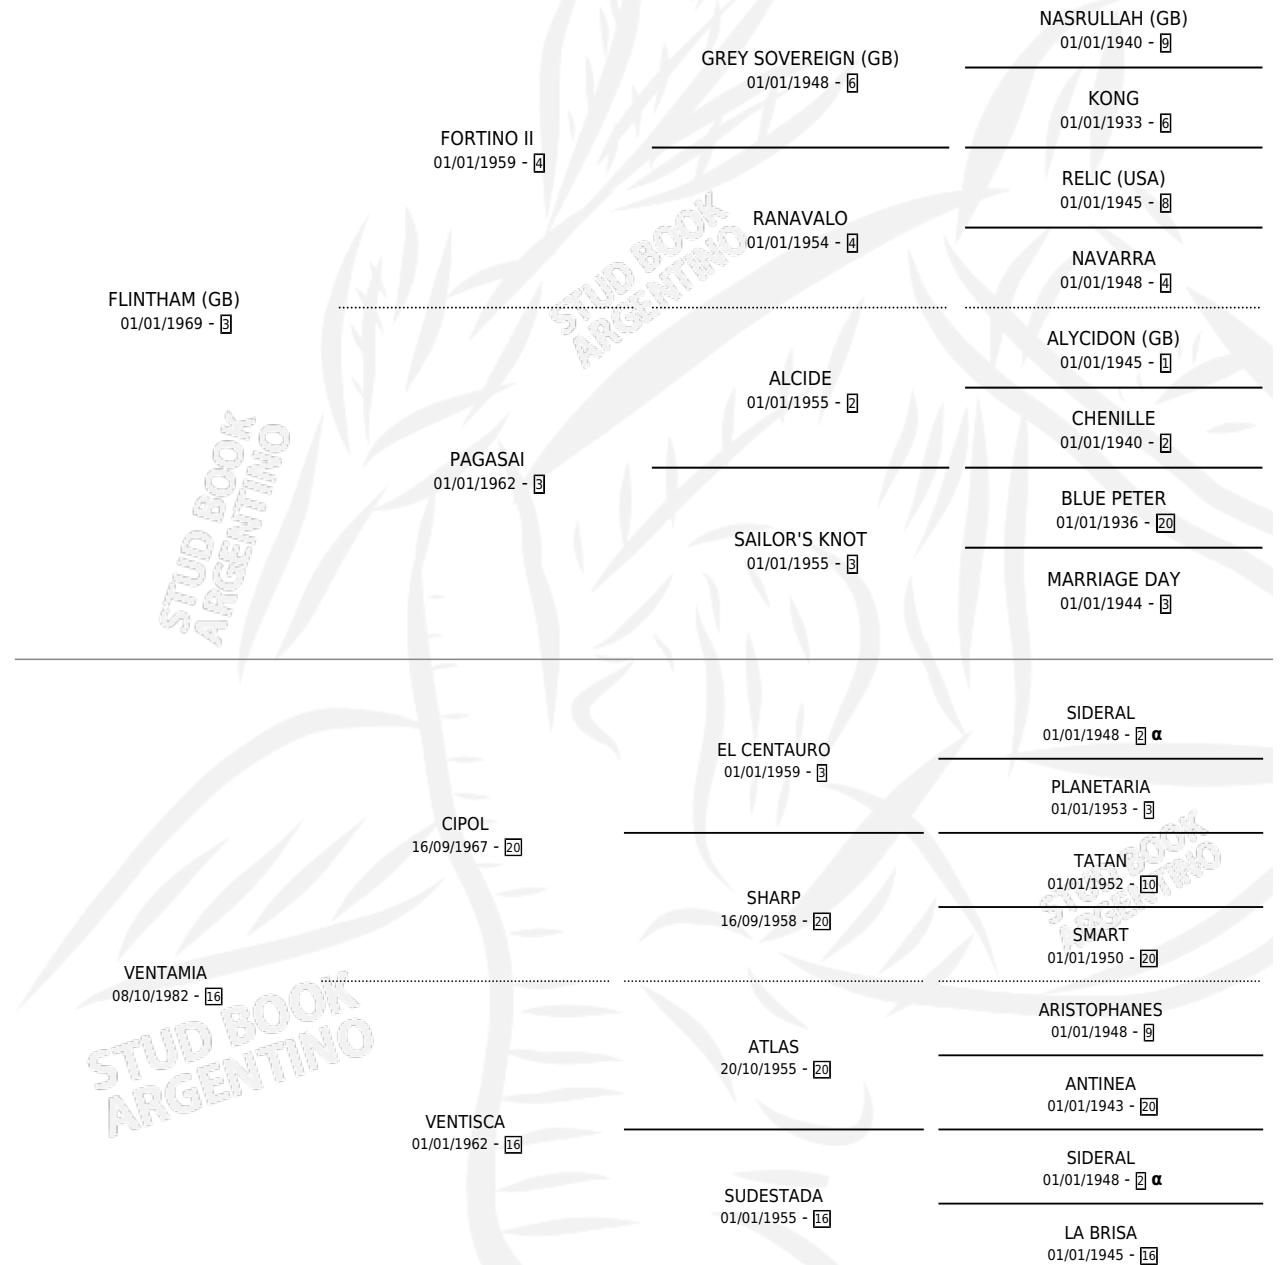 NASRULLAH (GB)
01/01/1940 - 9
GREY SOVEREIGN (GB)
01/01/1948 - 6
KONG
01/01/1933 - 6
FORTINO II
01/01/1959 - 4
RELIC (USA)
01/01/1945 - 8
RANAVALO
01/01/1954 - 4
NAVARRA
01/01/1948 - 4
FLINTHAM (GB)
01/01/1969 - 3
ALYCIDON (GB)
01/01/1945 - 1
ALCIDE
01/01/1955 - 2
CHENILLE
01/01/1940 - 2
PAGASAI
01/01/1962 - 3
BLUE PETER
01/01/1936 - 20
SAILOR'S KNOT
01/01/1955 - 3
MARRIAGE DAY
01/01/1944 - 3
SIDERAL
01/01/1948 - 2 α
EL CENTAURO
01/01/1959 - 3
PLANETARIA
01/01/1953 - 3
CIPOL
16/09/1967 - 20
TATAN
01/01/1952 - 10
SHARP
16/09/1958 - 20
SMART
01/01/1950 - 20
VENTAMIA
08/10/1982 - 16
ARISTOPHANES
01/01/1948 - 9
ATLAS
20/10/1955 - 20
ANTINEA
01/01/1943 - 20
VENTISCA
01/01/1962 - 16
SIDERAL
01/01/1948 - 2 α
SUDESTADA
01/01/1955 - 16
LA BRISA
01/01/1945 - 16
STUD BOOK
ARGENTINO
STUD BOOK
ARGENTINO
STUD BOOK
ARGENTINO
STUD BOOK
ARGENTINO